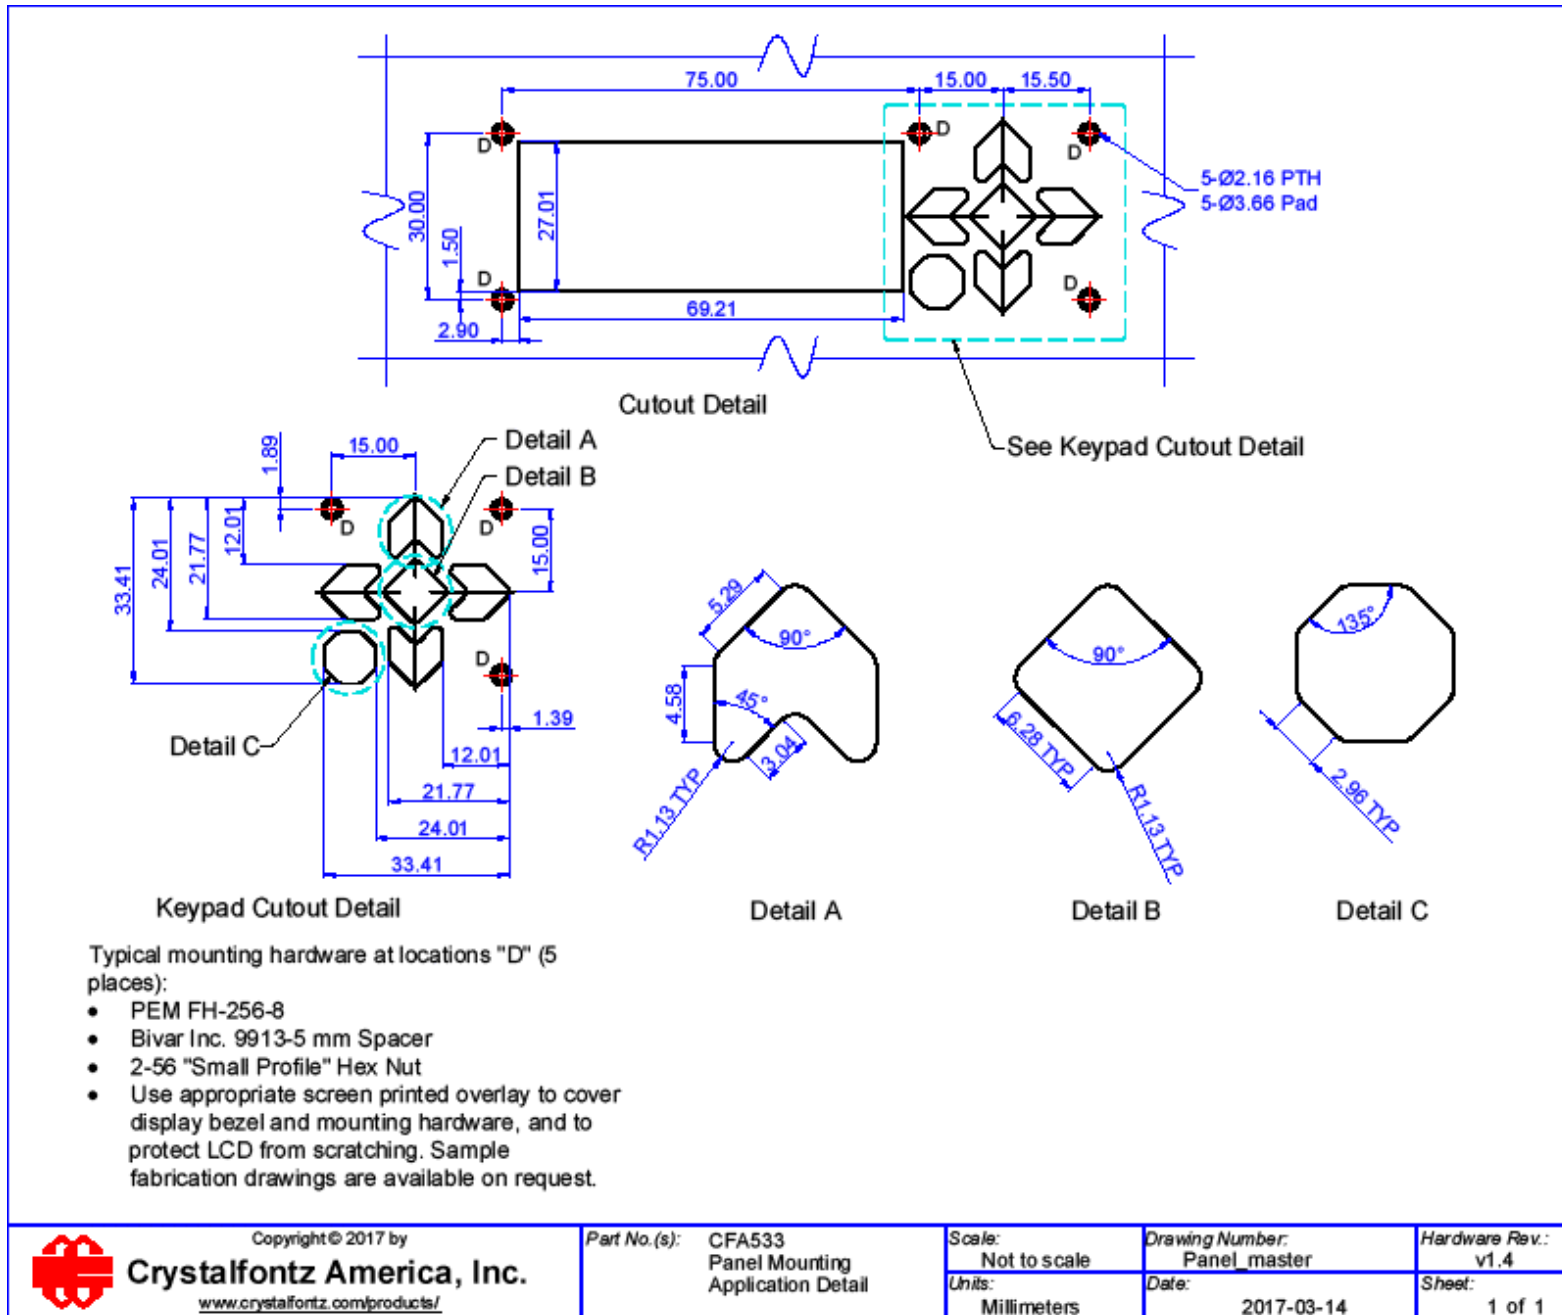 75.00
15.00
15.50
D
D
D
5-Ø2.16 PTH
5-Ø3.66 Pad
30.00
27.01
1.50
D
D
69.21
2.90
Cutout Detail
See Keypad Cutout Detail
1.89
15.00
Detail A
Detail B
D
D
33.41
24.01
21.77
12.01
15.00
D
1.39
Detail C
12.01
21.77
24.01
33.41
Keypad Cutout Detail
5.29
90°
4.58
45°
3.04
R1.13 TYP
Detail A
90°
6.28 TYP
R1.13 TYP
Detail B
135°
2.96 TYP
Detail C
Typical mounting hardware at locations "D" (5
places):
• PEM FH-256-8
• Bivar Inc. 9913-5 mm Spacer
• 2-56 "Small Profile" Hex Nut
• Use appropriate screen printed overlay to cover
display bezel and mounting hardware, and to
protect LCD from scratching. Sample
fabrication drawings are available on request.
Copyright © 2017 by
Crystalfontz America, Inc.
www.crystalfontz.com/products/
Part No.(s): CFA533
Panel Mounting
Application Detail
Scale:
Not to scale
Units:
Millimeters
Drawing Number:
Panel_master
Date:
2017-03-14
Hardware Rev.:
v1.4
Sheet:
1 of 1